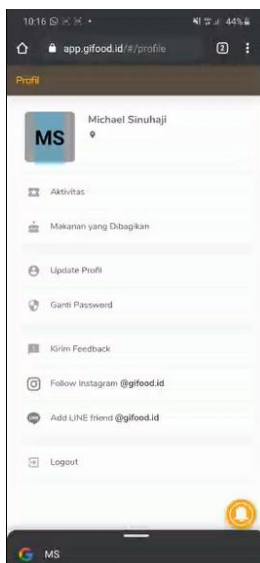 10:16
44%
app.gifood.id/#/profile
2
Profil
MS
Michael Sinuhaji
Aktivitas
Makanan yang Dibagikan
Update Profil
Ganti Password
Kirim Feedback
Follow Instagram @gifood.id
Add LINE friend @gifood.id
Logout
G MS